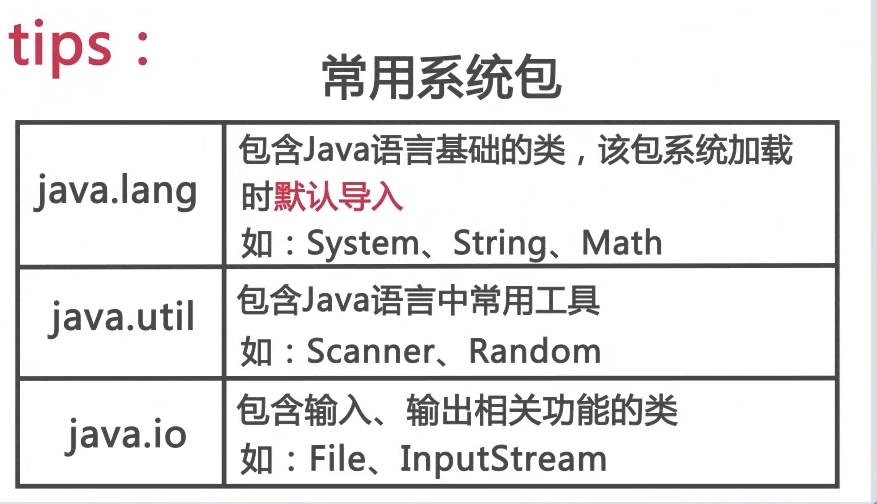 tips：
常用系统包
java.lang
包含Java语言基础的类，该包系统加载
时默认导入
如：System、String、Math
java.util
包含Java语言中常用工具
如：Scanner、Random
java.io
包含输入、输出相关功能的类
如：File、InputStream